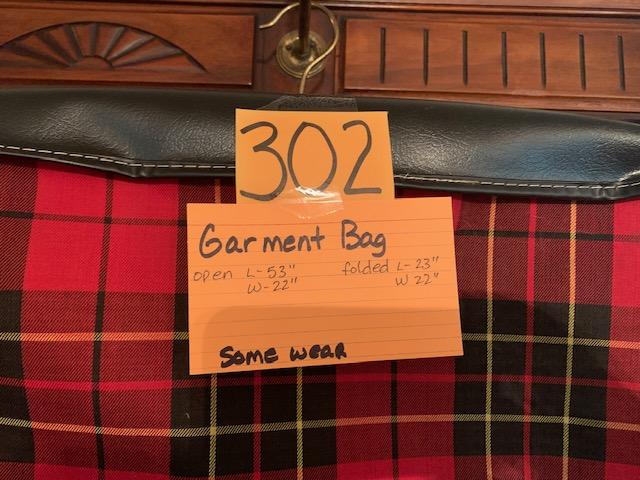 302
Garment Bag
open L-53" folded L-23"
W-22" W 22"
Some wear